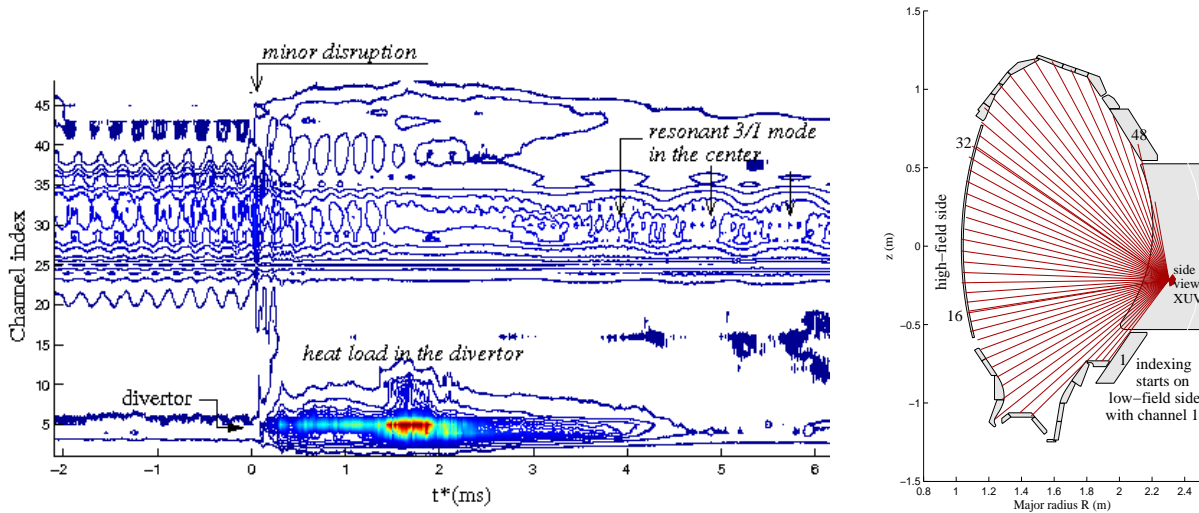 minor disruption
45
40
35
30
25
20
15
10
5
Channel index
resonant 3/1 mode
in the center
heat load in the divertor
divertor
−2
−1
0
1
2
3
4
5
6
t*(ms)
1.5
1
0.5
0
−0.5
−1
−1.5
z (m)
high−field side
32
16
48
1
side
view
XUV
indexing
starts on
low−field side
with channel 1
0.8
1
1.2
1.4
1.6
1.8
2
2.2
2.4
Major radius R (m)